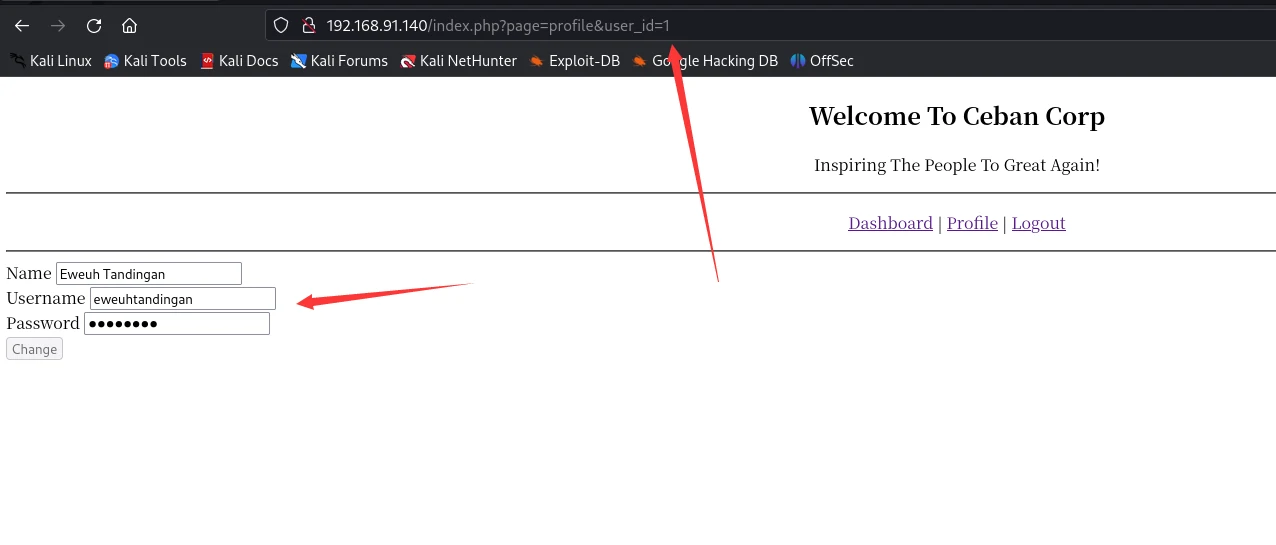 192.168.91.140/index.php?page=profile&user_id=1
Kali Linux Kali Tools Kali Docs Kali Forums Kali NetHunter Exploit-DB Google Hacking DB OffSec
Welcome To Ceban Corp
Inspiring The People To Great Again!
Dashboard | Profile | Logout
Name Eweuh Tandingan
Username eweuhtandingan
Password ●●●●●●●●
Change